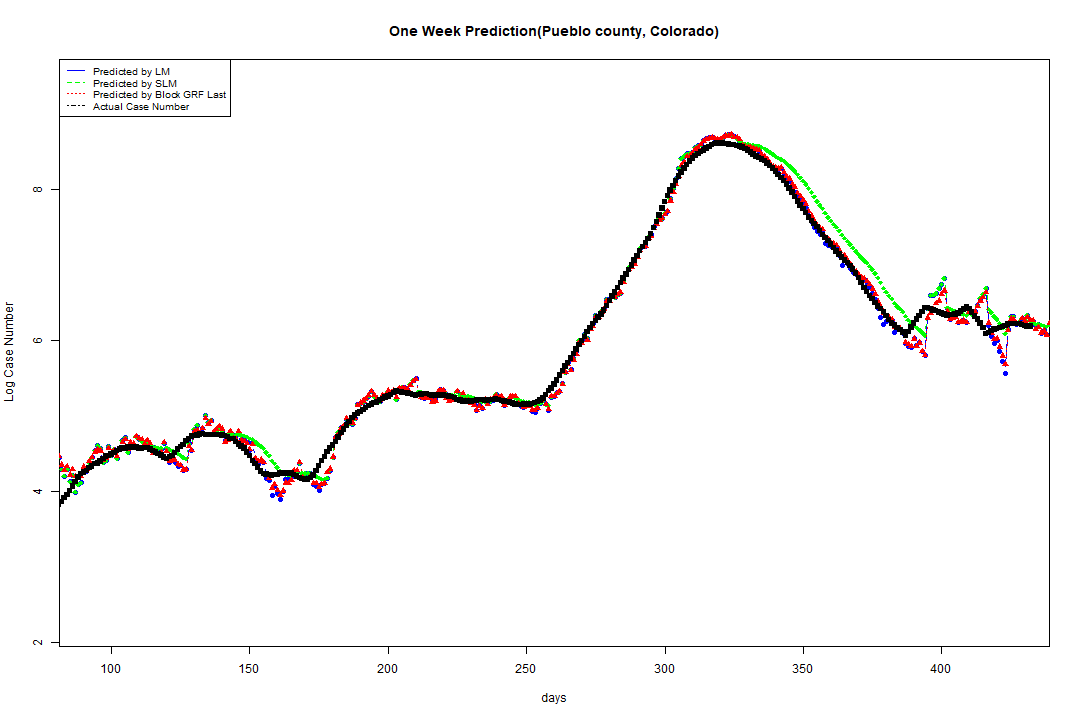 One Week Prediction(Pueblo county, Colorado)
Predicted by LM
Predicted by SLM
Predicted by Block GRF Last
Actual Case Number
Log Case Number
8
6
4
2
100 150 200 250 300 350 400
days